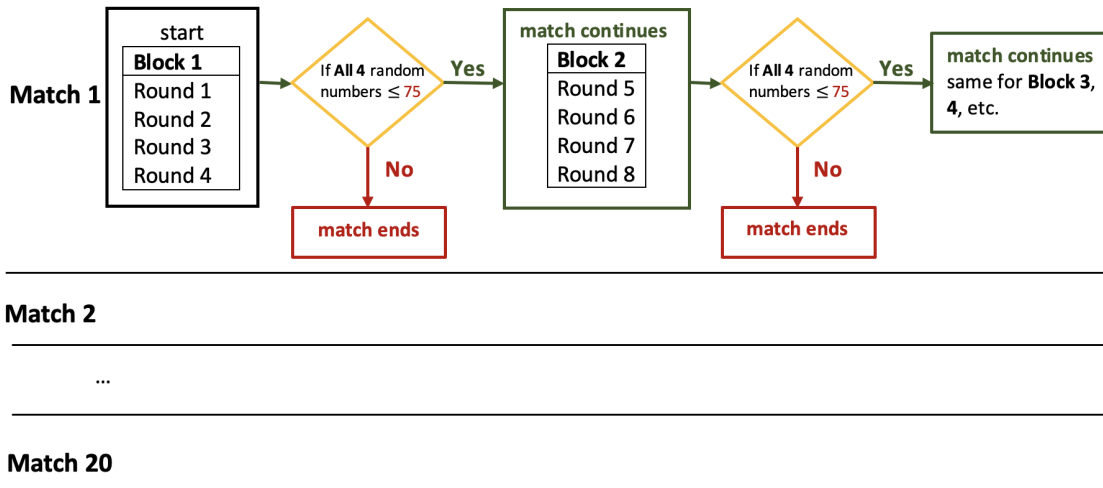 Match 1
start
Block 1
Round 1
Round 2
Round 3
Round 4
If All 4 random
numbers ≤ 75
Yes
No
match ends
match continues
Block 2
Round 5
Round 6
Round 7
Round 8
If All 4 random
numbers ≤ 75
Yes
No
match ends
match continues
same for Block 3,
4, etc.
Match 2
...
Match 20